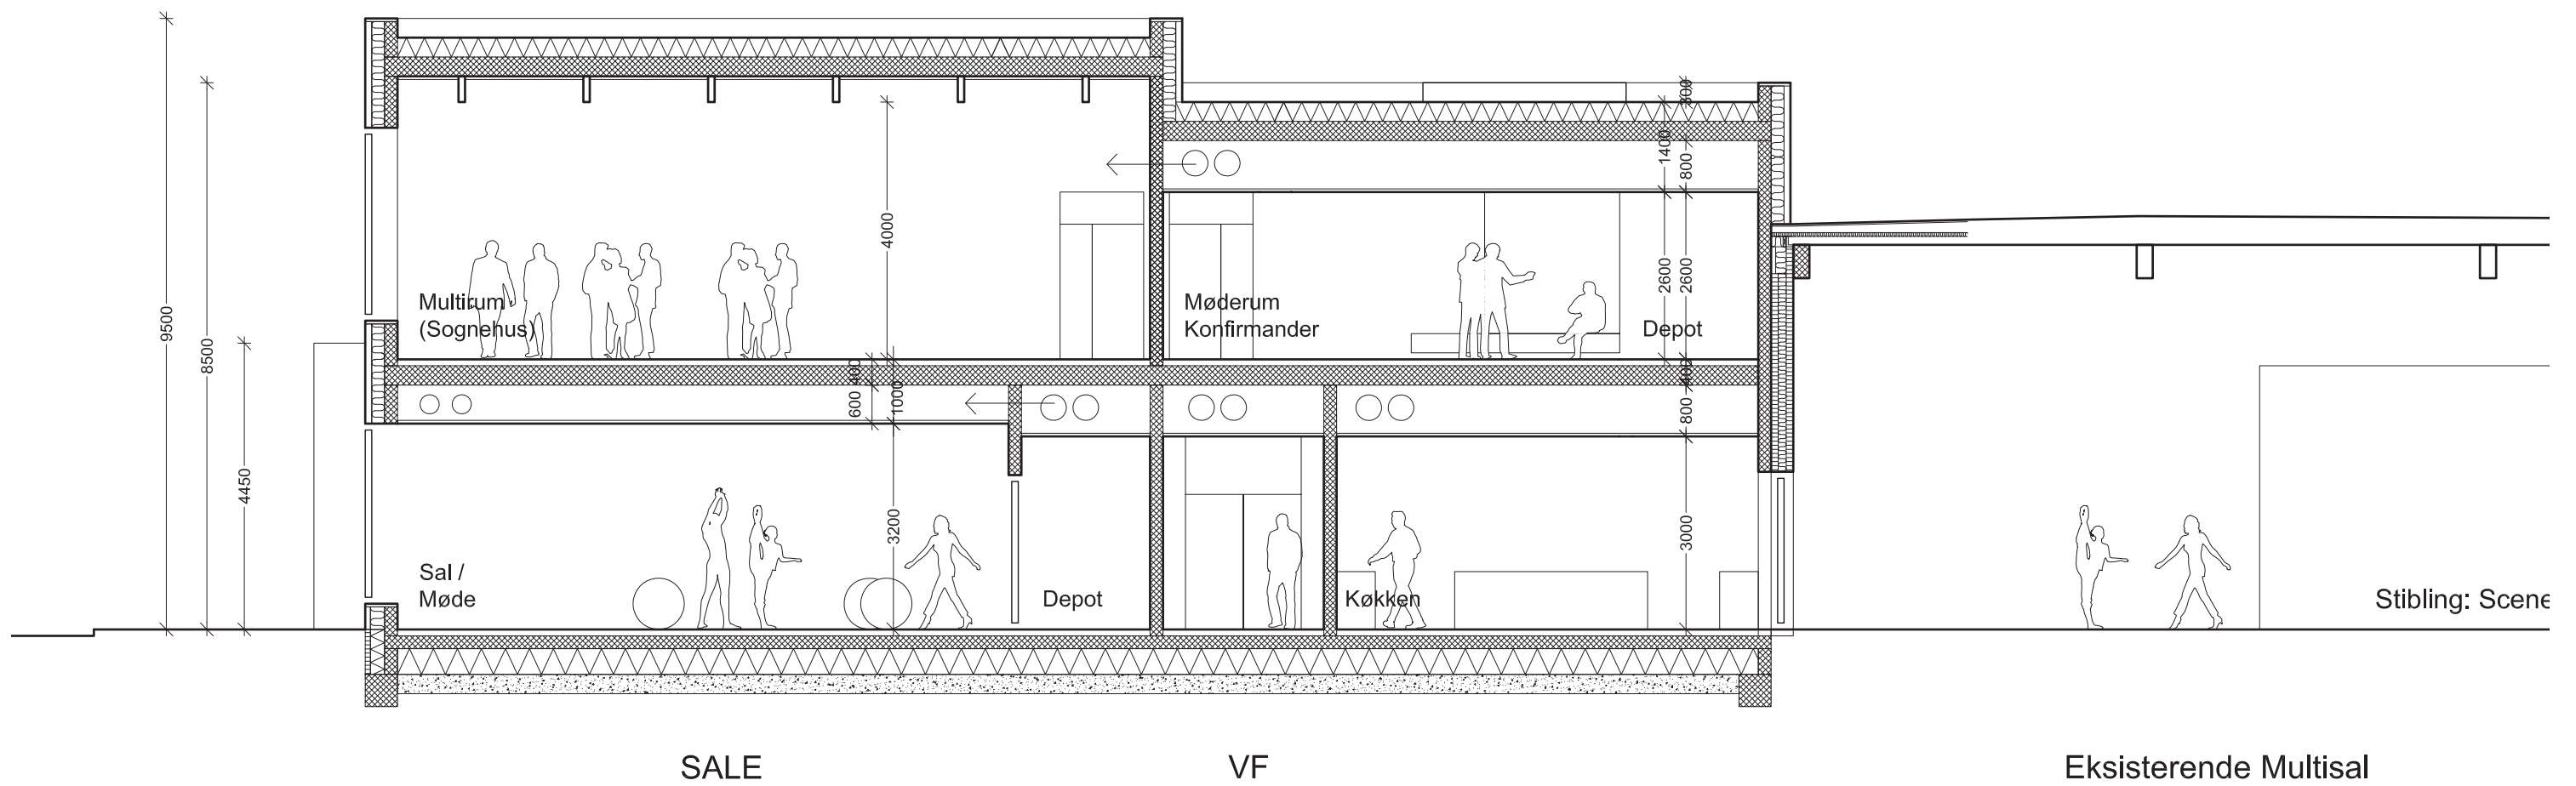 9500
8500
4450
Multirum
(Sognehus)
4000
400
600
1000
3200
Sal /
Møde
Depot
Møderum
Konfirmander
Depot
300
1400
800
2600
2600
400
800
3000
Køkken
Stibling: Scene
SALE
VF
Eksisterende Multisal